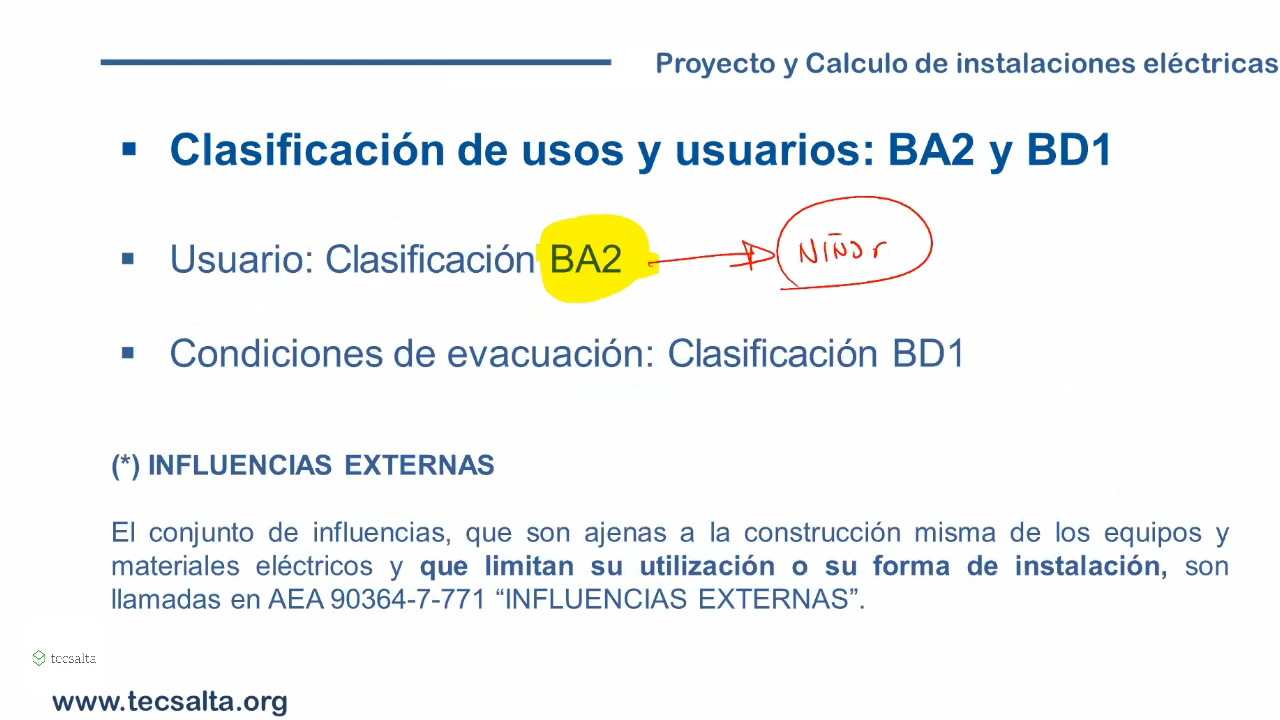 Proyecto y Calculo de instalaciones eléctricas
▪ Clasificación de usos y usuarios: BA2 y BD1
▪ Usuario: Clasificación BA2
NIÑOS
▪ Condiciones de evacuación: Clasificación BD1
(*) INFLUENCIAS EXTERNAS
El conjunto de influencias, que son ajenas a la construcción misma de los equipos y
materiales eléctricos y que limitan su utilización o su forma de instalación, son
llamadas en AEA 90364-7-771 “INFLUENCIAS EXTERNAS”.
tecsalta
www.tecsalta.org